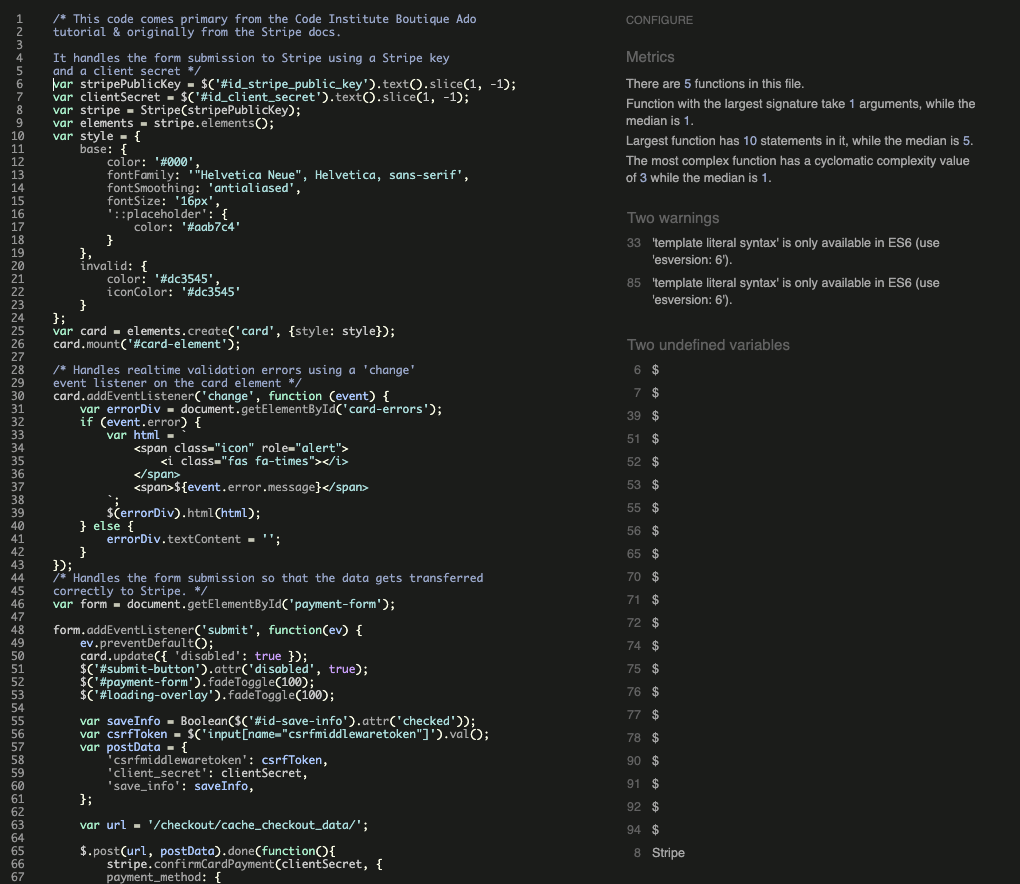 1 /* This code comes primary from the Code Institute Boutique Ado
2 tutorial & originally from the Stripe docs.
3
4 It handles the form submission to Stripe using a Stripe key
5 and a client secret */
6 var stripePublicKey = $('#id_stripe_public_key').text().slice(1, -1);
7 var clientSecret = $('#id_client_secret').text().slice(1, -1);
8 var stripe = Stripe(stripePublicKey);
9 var elements = stripe.elements();
10 var style = {
11     base: {
12         color: '#000',
13         fontFamily: '"Helvetica Neue", Helvetica, sans-serif',
14         fontSmoothing: 'antialiased',
15         fontSize: '16px',
16         '::placeholder': {
17             color: '#aab7c4'
18         }
19     },
20     invalid: {
21         color: '#dc3545',
22         iconColor: '#dc3545'
23     }
24 };
25 var card = elements.create('card', {style: style});
26 card.mount('#card-element');
27
28 /* Handles realtime validation errors using a 'change'
29 event listener on the card element */
30 card.addEventListener('change', function (event) {
31     var errorDiv = document.getElementById('card-errors');
32     if (event.error) {
33         var html = `
34             <span class="icon" role="alert">
35                 <i class="fas fa-times"></i>
36             </span>
37             <span>${event.error.message}</span>
38         `;
39         $(errorDiv).html(html);
40     } else {
41         errorDiv.textContent = '';
42     }
43 });
44 /* Handles the form submission so that the data gets transferred
45 correctly to Stripe. */
46 var form = document.getElementById('payment-form');
47
48 form.addEventListener('submit', function(ev) {
49     ev.preventDefault();
50     card.update({ 'disabled': true });
51     $('#submit-button').attr('disabled', true);
52     $('#payment-form').fadeToggle(100);
53     $('#loading-overlay').fadeToggle(100);
54
55     var saveInfo = Boolean($('#id-save-info').attr('checked'));
56     var csrfToken = $('input[name="csrfmiddlewaretoken"]').val();
57     var postData = {
58         'csrfmiddlewaretoken': csrfToken,
59         'client_secret': clientSecret,
60         'save_info': saveInfo,
61     };
62
63     var url = '/checkout/cache_checkout_data/';
64
65     $.post(url, postData).done(function(){
66         stripe.confirmCardPayment(clientSecret, {
67         payment_method: {
CONFIGURE
Metrics
There are 5 functions in this file.
Function with the largest signature take 1 arguments, while the
median is 1.
Largest function has 10 statements in it, while the median is 5.
The most complex function has a cyclomatic complexity value
of 3 while the median is 1.
Two warnings
33 'template literal syntax' is only available in ES6 (use
'esversion: 6').
85 'template literal syntax' is only available in ES6 (use
'esversion: 6').
Two undefined variables
6 $
7 $
39 $
51 $
52 $
53 $
55 $
56 $
65 $
70 $
71 $
72 $
74 $
75 $
76 $
77 $
78 $
90 $
91 $
92 $
94 $
8 Stripe